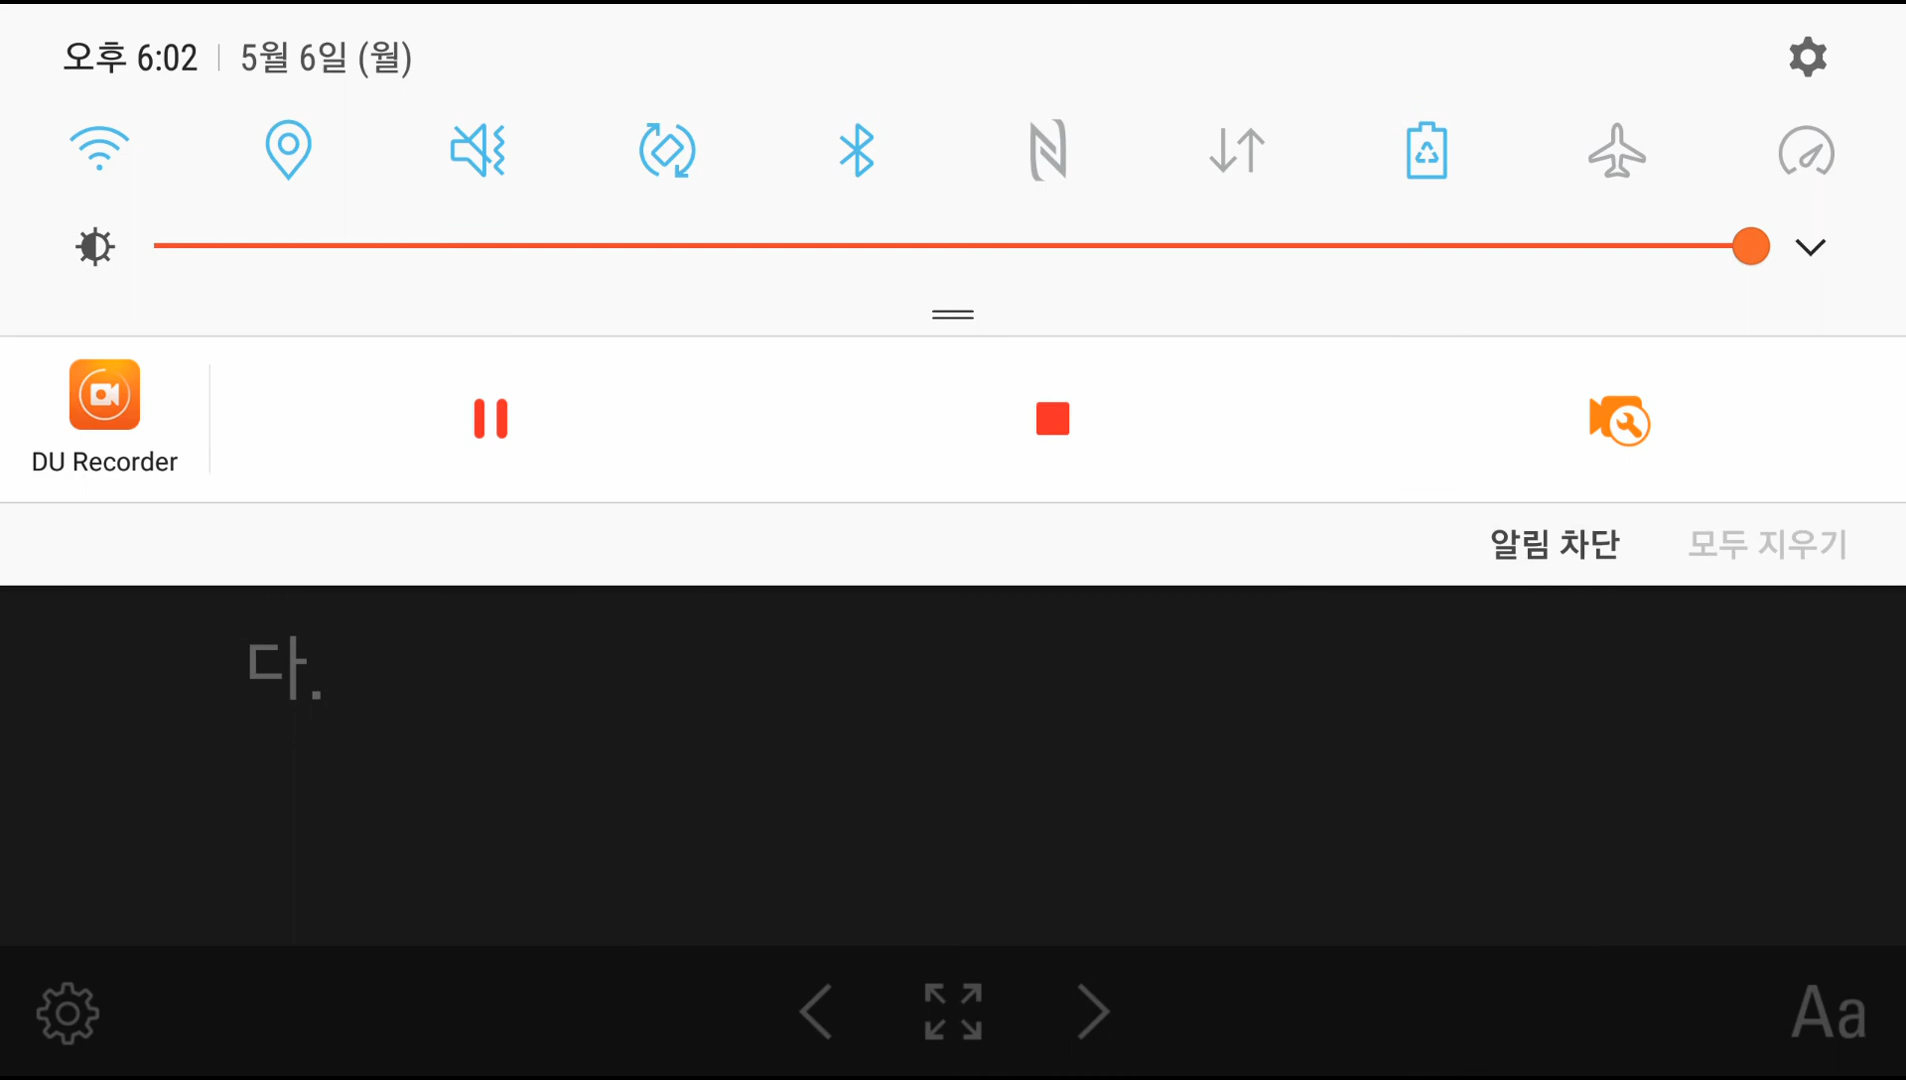 오후 6:02 | 5월 6일 (월)
DU Recorder
알림 차단 모두 지우기
다.
Aa